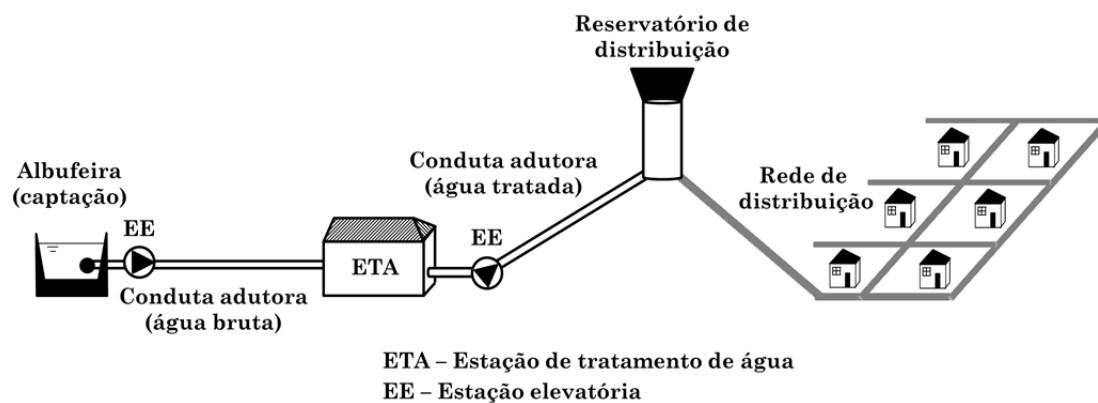 Reservatório de
distribuição
Albufeira
(captação)
EE
Conduta adutora
(água bruta)
ETA
EE
Conduta adutora
(água tratada)
Rede de
distribuição
ETA – Estação de tratamento de água
EE – Estação elevatória